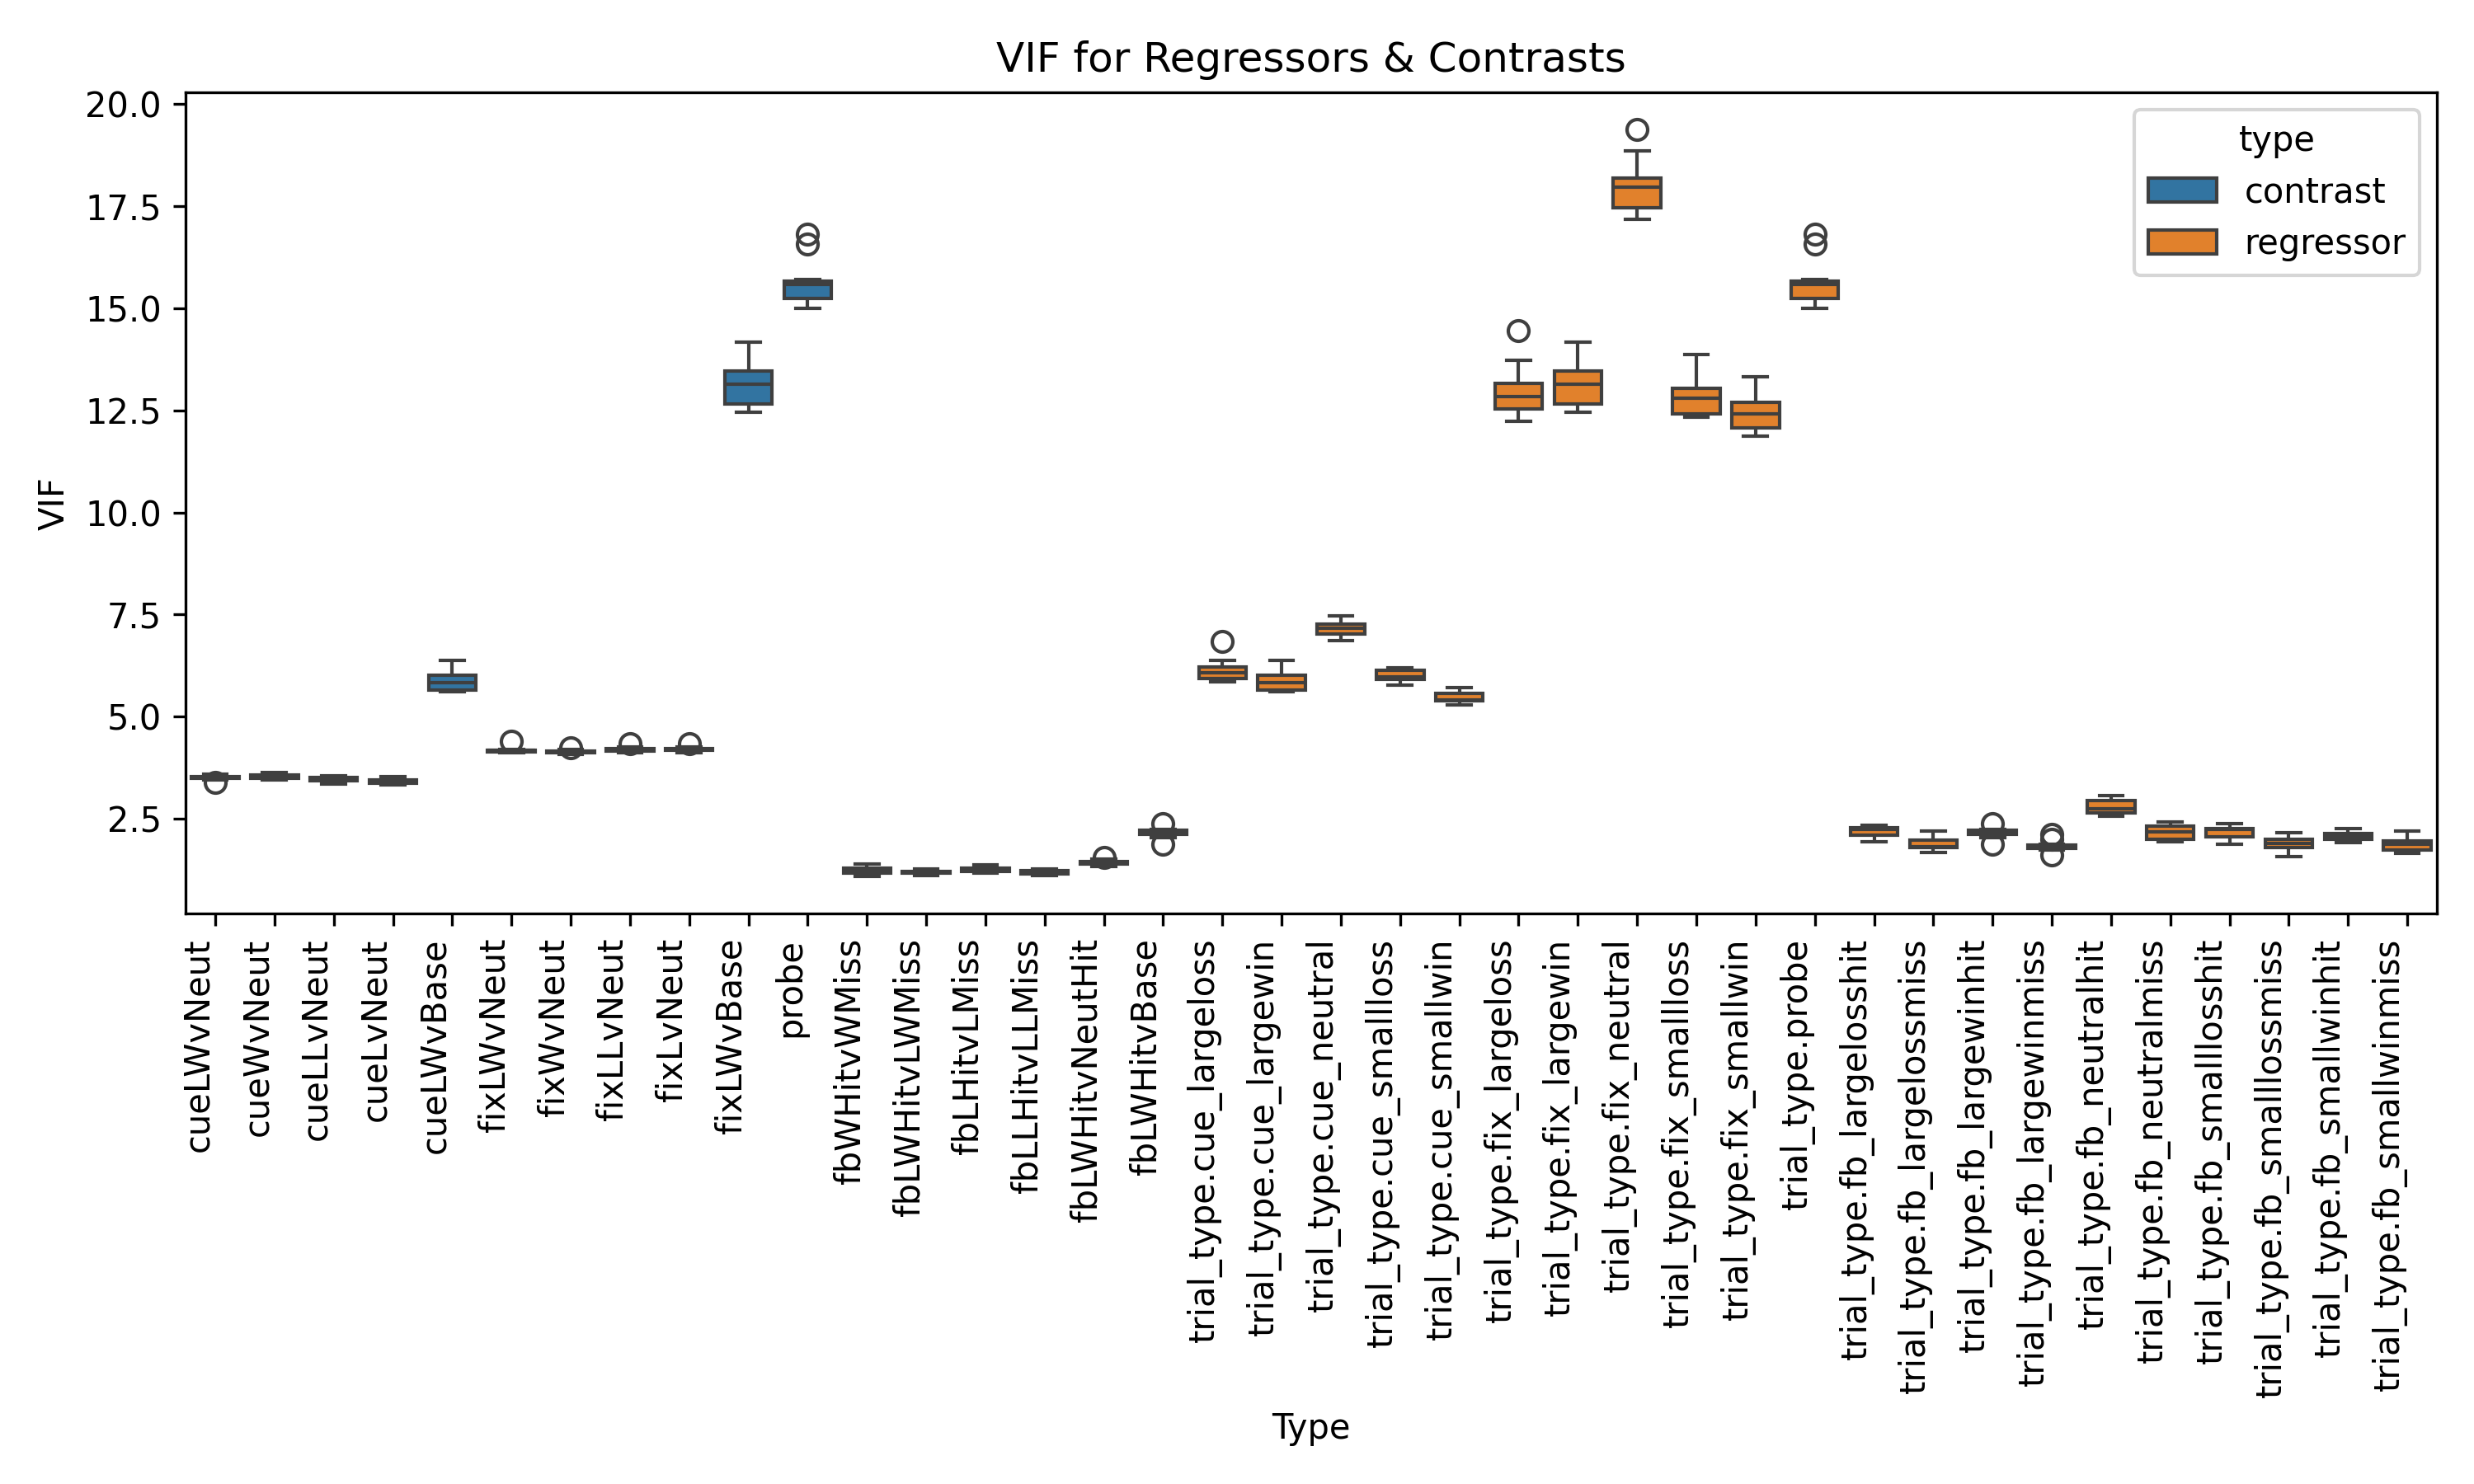 VIF for Regressors & Contrasts
20.0
17.5
15.0
12.5
10.0
7.5
5.0
2.5
VIF
type
contrast
regressor
cueLWvNeut
cueWvNeut
cueLLvNeut
cueLvNeut
cueLWvBase
fixLWvNeut
fixWvNeut
fixLLvNeut
fixLvNeut
fixLWvBase
probe
fbWHitvWMiss
fbLWHitvLWMiss
fbLHitvLMiss
fbLLHitvLLMiss
fbLWHitvNeutHit
fbLWHitvBase
trial_type.cue_largeloss
trial_type.cue_largewin
trial_type.cue_neutral
trial_type.cue_smallloss
trial_type.cue_smallwin
trial_type.fix_largeloss
trial_type.fix_largewin
trial_type.fix_neutral
trial_type.fix_smallloss
trial_type.fix_smallwin
trial_type.probe
trial_type.fb_largelosshit
trial_type.fb_largelossmiss
trial_type.fb_largewinhit
trial_type.fb_largewinmiss
trial_type.fb_neutralhit
trial_type.fb_neutralmiss
trial_type.fb_smalllosshit
trial_type.fb_smalllossmiss
trial_type.fb_smallwinhit
trial_type.fb_smallwinmiss
Type